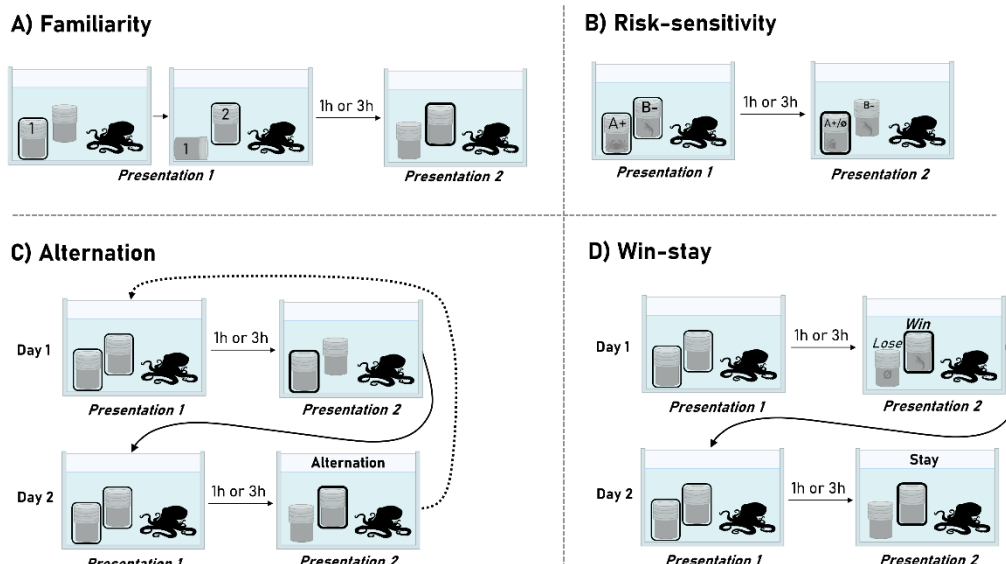 A) Familiarity
1
1
2
1h or 3h
Presentation 1
Presentation 2
B) Risk-sensitivity
A+
B-
1h or 3h
A+/ø
B-
Presentation 1
Presentation 2
C) Alternation
Day 1
1h or 3h
Presentation 1
Presentation 2
Day 2
1h or 3h
Alternation
Presentation 1
Presentation 2
D) Win-stay
Day 1
1h or 3h
Lose
Win
ø
Presentation 1
Presentation 2
Day 2
1h or 3h
Stay
Presentation 1
Presentation 2